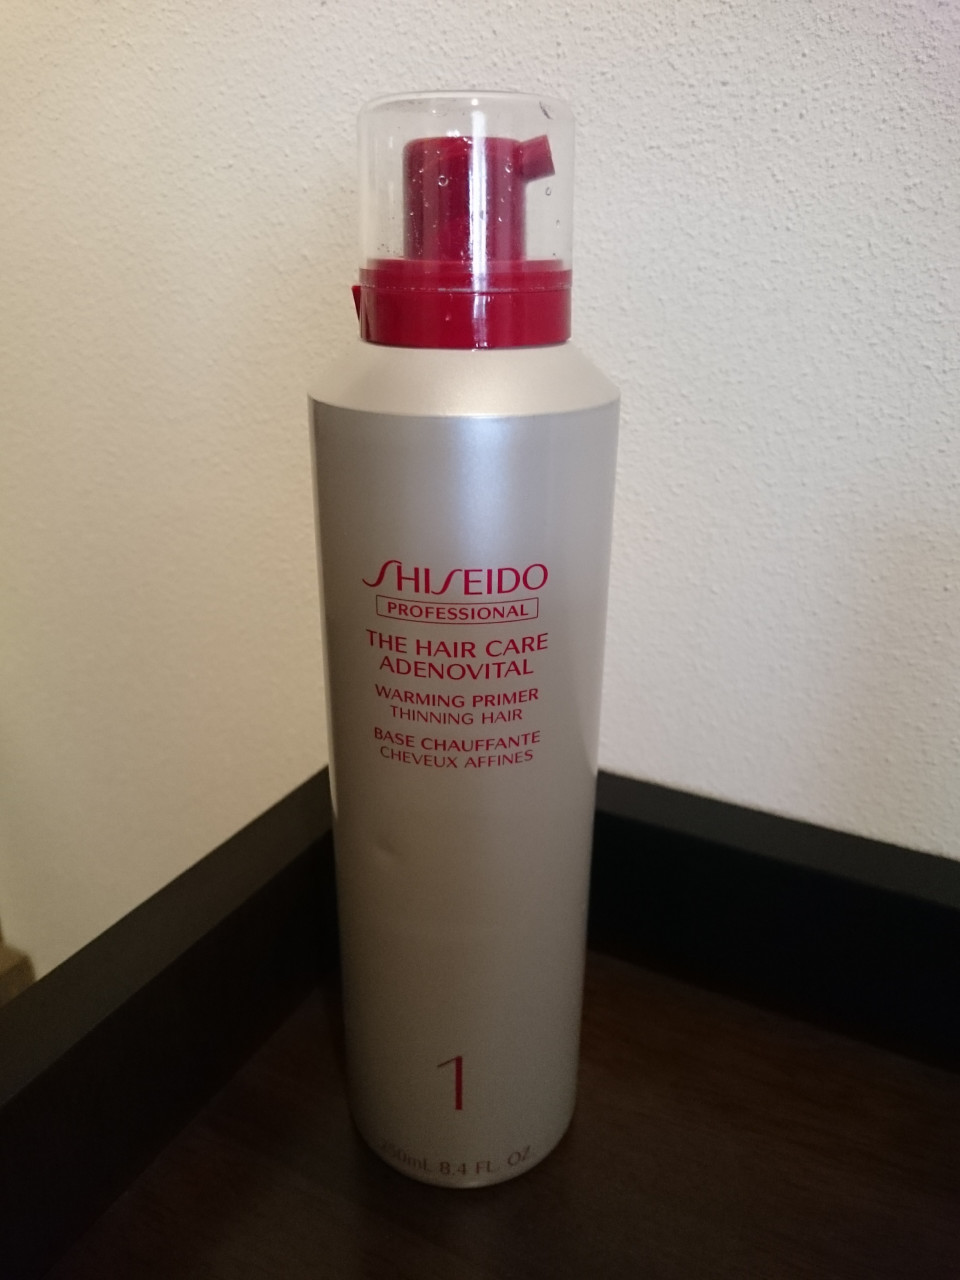 SHISEIDO
PROFESSIONAL
THE HAIR CARE
ADENOVITAL
WARMING PRIMER
THINNING HAIR
BASE CHAUFFANTE
CHEVEUX AFFINES
1
250mL 8.4 FL. OZ.